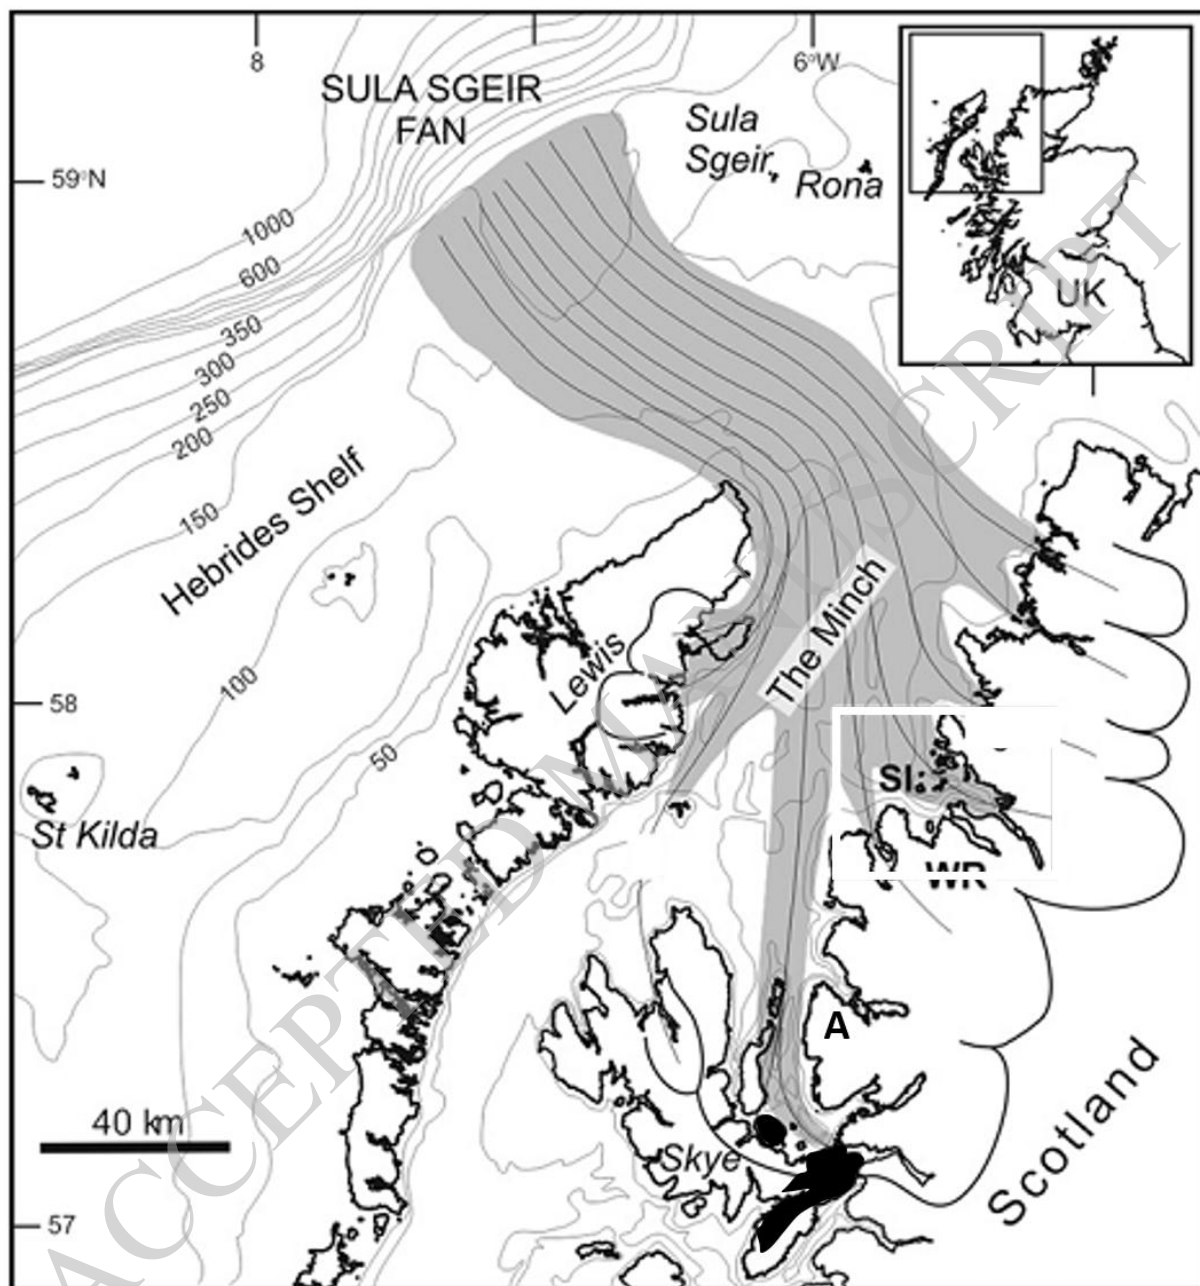 8
6°W
SULA SGEIR
FAN
Sula
Sgeir
Rona
59°N
1000
600
350
300
250
200
150
100
50
UK
Hebrides Shelf
The Minch
Lewis
58
St Kilda
SI
WR
A
40 km
Skye
Scotland
57
ACCEPTED MANUSCRIPT